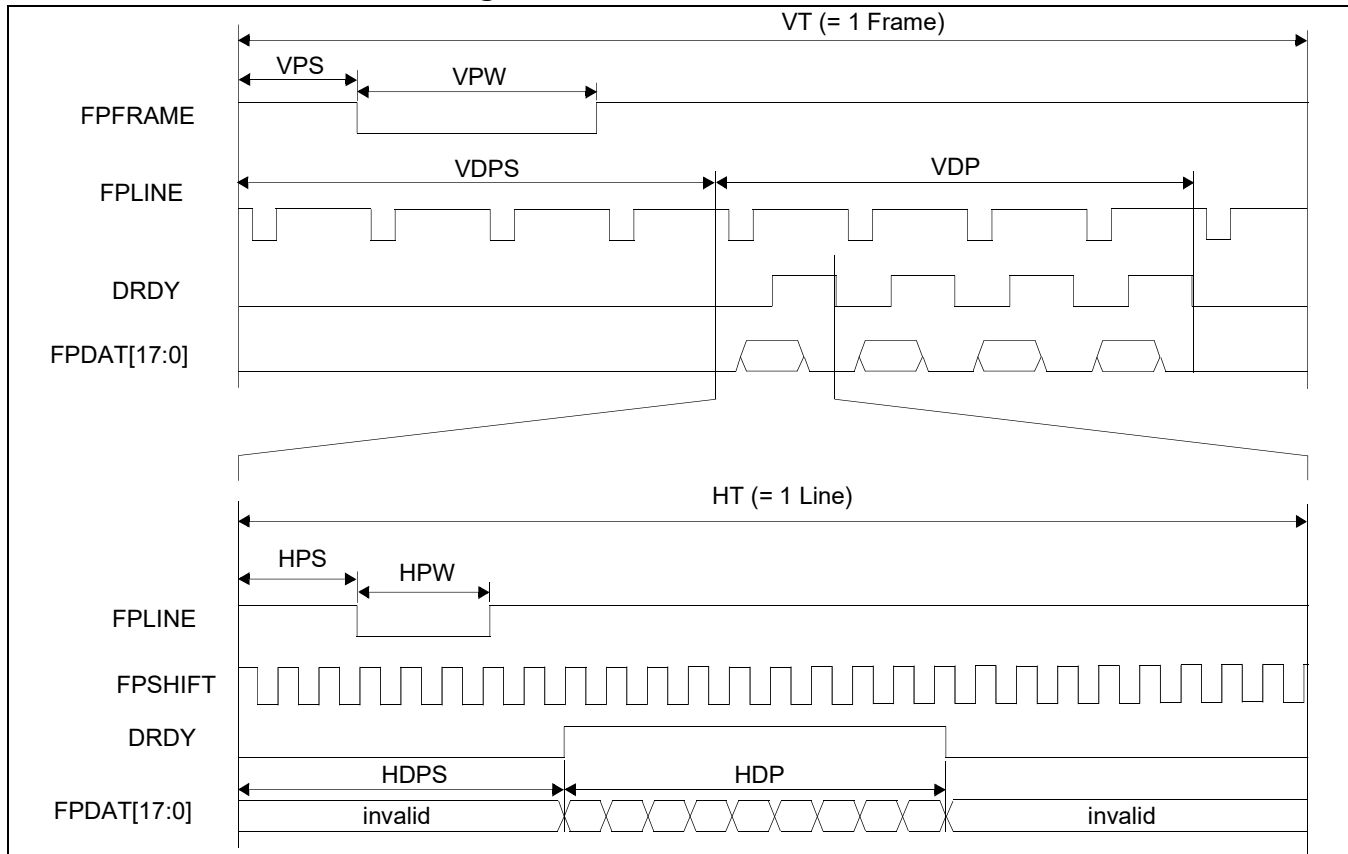 VT (= 1 Frame)
VPS
VPW
FPFRAME
VDPS
VDP
FPLINE
DRDY
FPDAT[17:0]
HT (= 1 Line)
HPS
HPW
FPLINE
FPSHIFT
DRDY
HDPS
HDP
FPDAT[17:0]
invalid
invalid